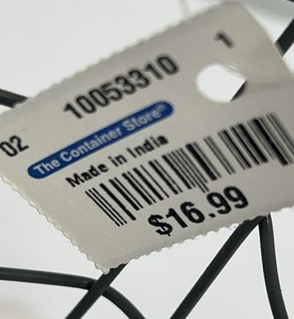 02 10053310 1
The Container Store®
Made in India
$16.99